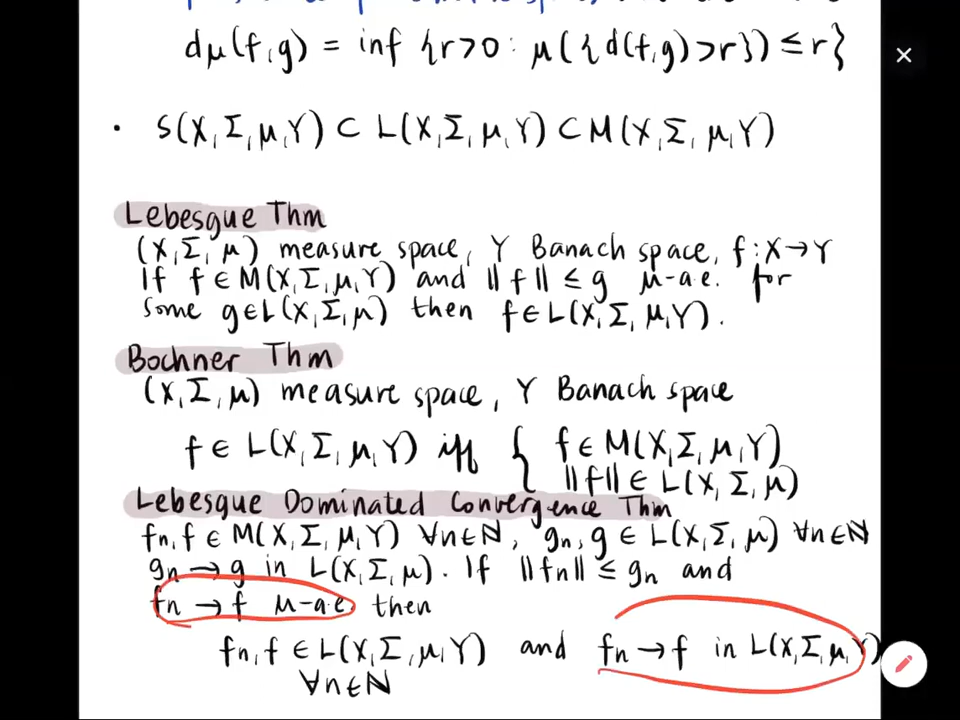 dμ(f,g) = inf {r>0: μ({d(f,g)>r}) ≤ r}
• S(X,Σ,μ,Y) ⊂ L(X,Σ,μ,Y) ⊂ M(X,Σ,μ,Y)
Lebesgue Thm
(X,Σ,μ) measure space, Y Banach space, f:X→Y
If f∈M(X,Σ,μ,Y) and ‖f‖ ≤ g μ-a.e. for
some g∈L(X,Σ,μ) then f∈L(X,Σ,μ,Y).
Bochner Thm
(X,Σ,μ) measure space, Y Banach space
f ∈ L(X,Σ,μ,Y) iff { f∈M(X,Σ,μ,Y)
‖f‖ ∈ L(X,Σ,μ)
Lebesgue Dominated Convergence Thm
fn,f ∈ M(X,Σ,μ,Y) ∀n∈ℕ, gn,g ∈ L(X,Σ,μ) ∀n∈ℕ
gn → g in L(X,Σ,μ). If ‖fn‖ ≤ gn and
fn → f μ-a.e. then
fn,f ∈ L(X,Σ,μ,Y) and fn → f in L(X,Σ,μ,Y)
∀n∈ℕ